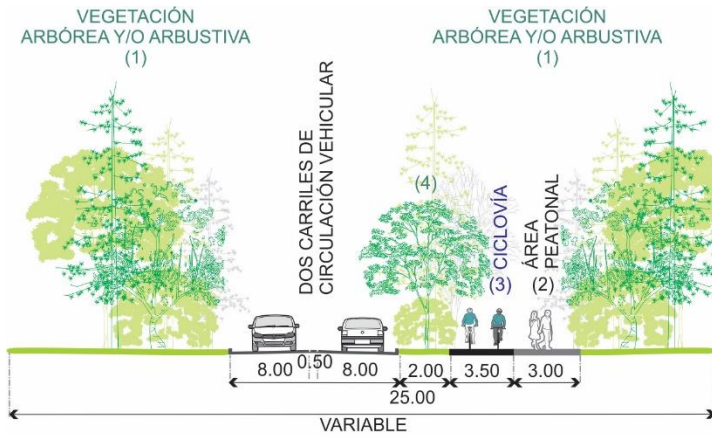 VEGETACIÓN
ARBÓREA Y/O ARBUSTIVA
(1)
VEGETACIÓN
ARBÓREA Y/O ARBUSTIVA
(1)
DOS CARRILES DE
CIRCULACIÓN VEHICULAR
(4)
(3) CICLOVÍA
ÁREA
PEATONAL
(2)
8.00 0.50 8.00 2.00 3.50 3.00
25.00
VARIABLE